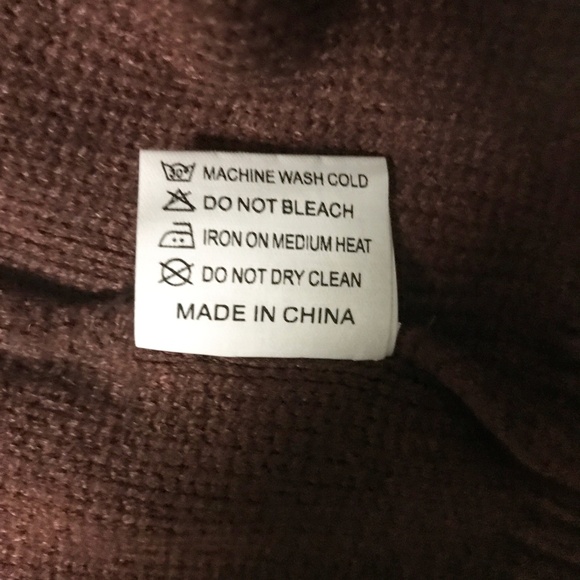 30° MACHINE WASH COLD
DO NOT BLEACH
IRON ON MEDIUM HEAT
DO NOT DRY CLEAN
MADE IN CHINA